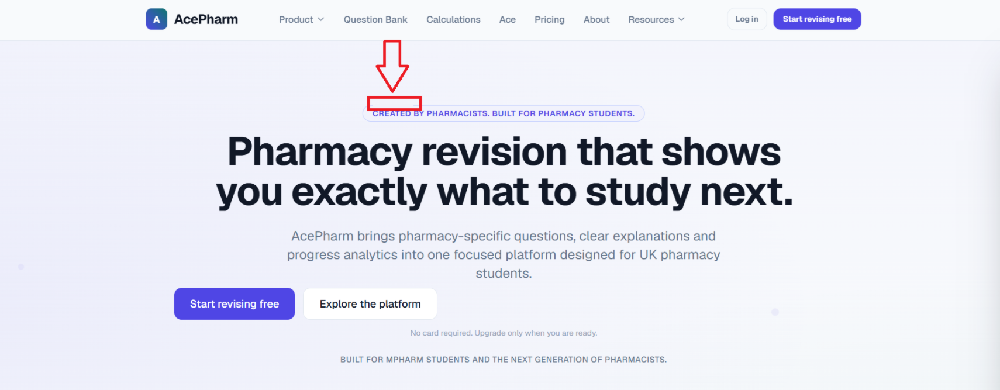 A AcePharm Product Question Bank Calculations Ace Pricing About Resources Log in Start revising free
CREATED BY PHARMACISTS. BUILT FOR PHARMACY STUDENTS.
Pharmacy revision that shows
you exactly what to study next.
AcePharm brings pharmacy-specific questions, clear explanations and
progress analytics into one focused platform designed for UK pharmacy
students.
Start revising free Explore the platform
No card required. Upgrade only when you are ready.
BUILT FOR MPHARM STUDENTS AND THE NEXT GENERATION OF PHARMACISTS.